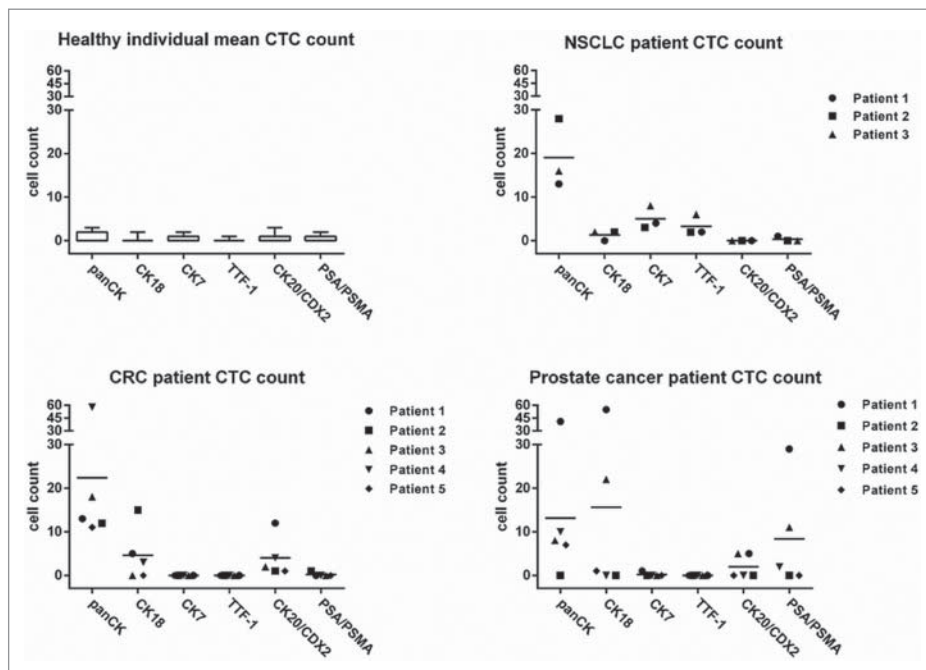 Healthy individual mean CTC count
60
45
30
30
20
10
0
cell count
panCK
CK18
CK7
TTF-1
CK20/CDX2
PSA/PSMA
NSCLC patient CTC count
60
45
30
30
20
10
0
cell count
panCK
CK18
CK7
TTF-1
CK20/CDX2
PSA/PSMA
Patient 1
Patient 2
Patient 3
CRC patient CTC count
60
45
30
30
20
10
0
cell count
panCK
CK18
CK7
TTF-1
CK20/CDX2
PSA/PSMA
Patient 1
Patient 2
Patient 3
Patient 4
Patient 5
Prostate cancer patient CTC count
60
45
30
30
20
10
0
cell count
panCK
CK18
CK7
TTF-1
CK20/CDX2
PSA/PSMA
Patient 1
Patient 2
Patient 3
Patient 4
Patient 5